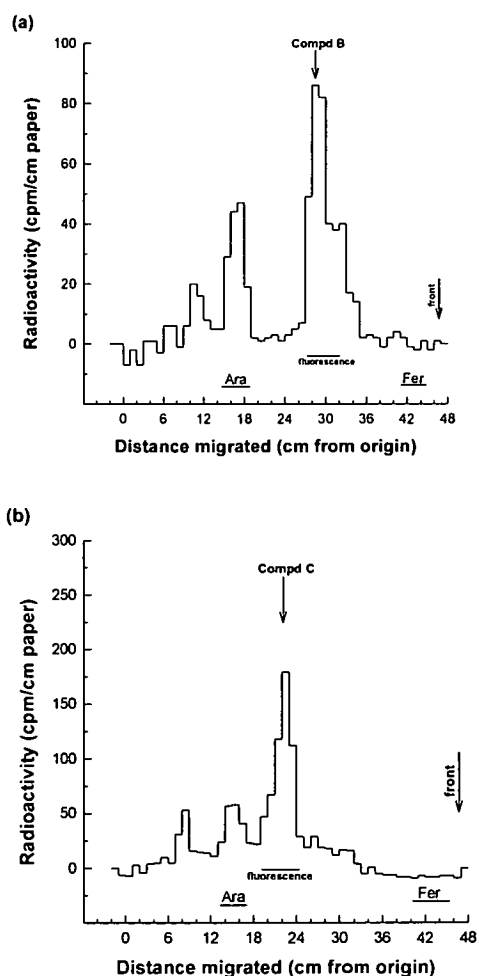 (a)
Compd B
100
80
60
40
20
0
Radioactivity (cpm/cm paper)
front
fluorescence
Ara
Fer
0 6 12 18 24 30 36 42 48
Distance migrated (cm from origin)
(b)
Compd C
300
250
200
150
100
50
0
Radioactivity (cpm/cm paper)
front
fluorescence
Ara
Fer
0 6 12 18 24 30 36 42 48
Distance migrated (cm from origin)